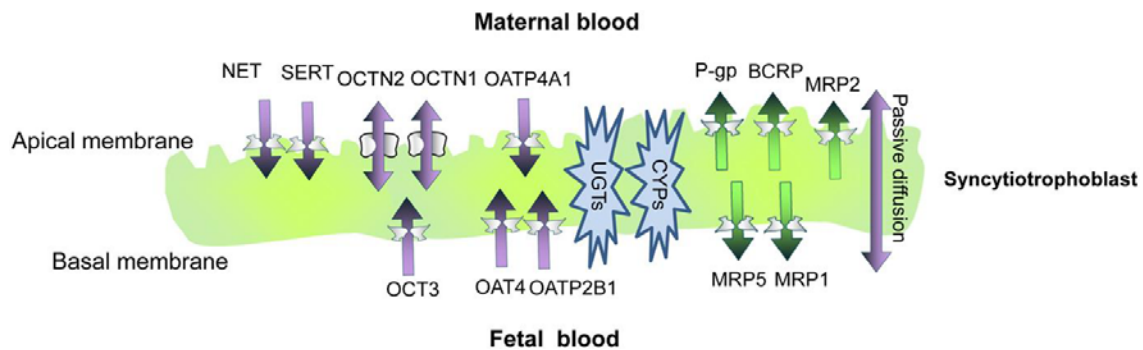 Maternal blood
NET SERT OCTN2 OCTN1 OATP4A1 P-gp BCRP MRP2
Apical membrane
UGTs
CYPs
Passive diffusion
Syncytiotrophoblast
Basal membrane
OCT3 OAT4 OATP2B1 MRP5 MRP1
Fetal blood